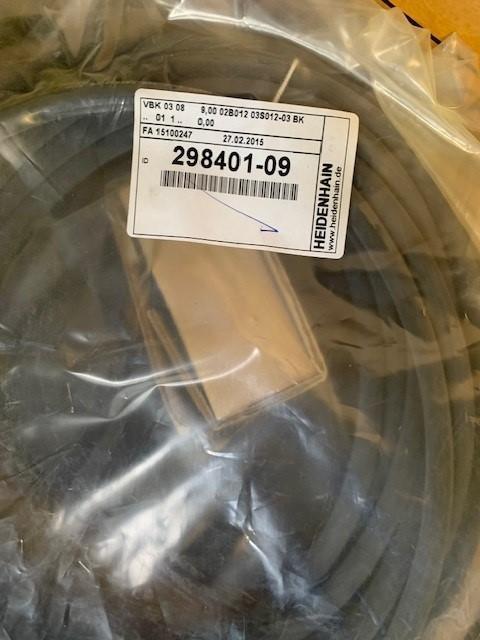 VBK 03 08 9,00 02B012 03S012-03 BK
.. 01 1 .. 0,00
FA 15100247 27.02.2015
298401-09
HEIDENHAIN
www.heidenhain.de